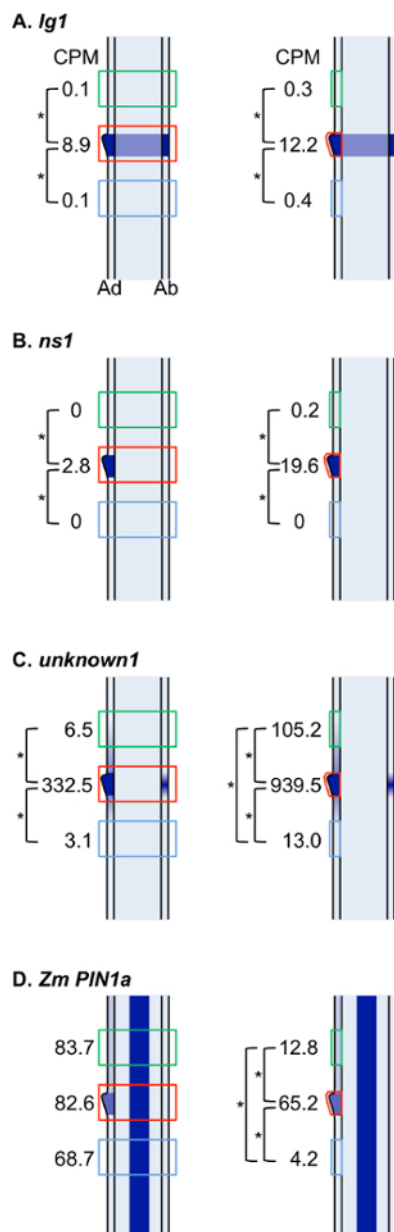 A. lg1
CPM CPM
0.1 0.3
* *
8.9 12.2
* *
0.1 0.4
Ad Ab
B. ns1
0 0.2
* *
2.8 19.6
* *
0 0
C. unknown1
6.5 105.2
* * *
332.5 939.5
* *
3.1 13.0
D. Zm PIN1a
83.7 12.8
* *
82.6 65.2
*
68.7 4.2